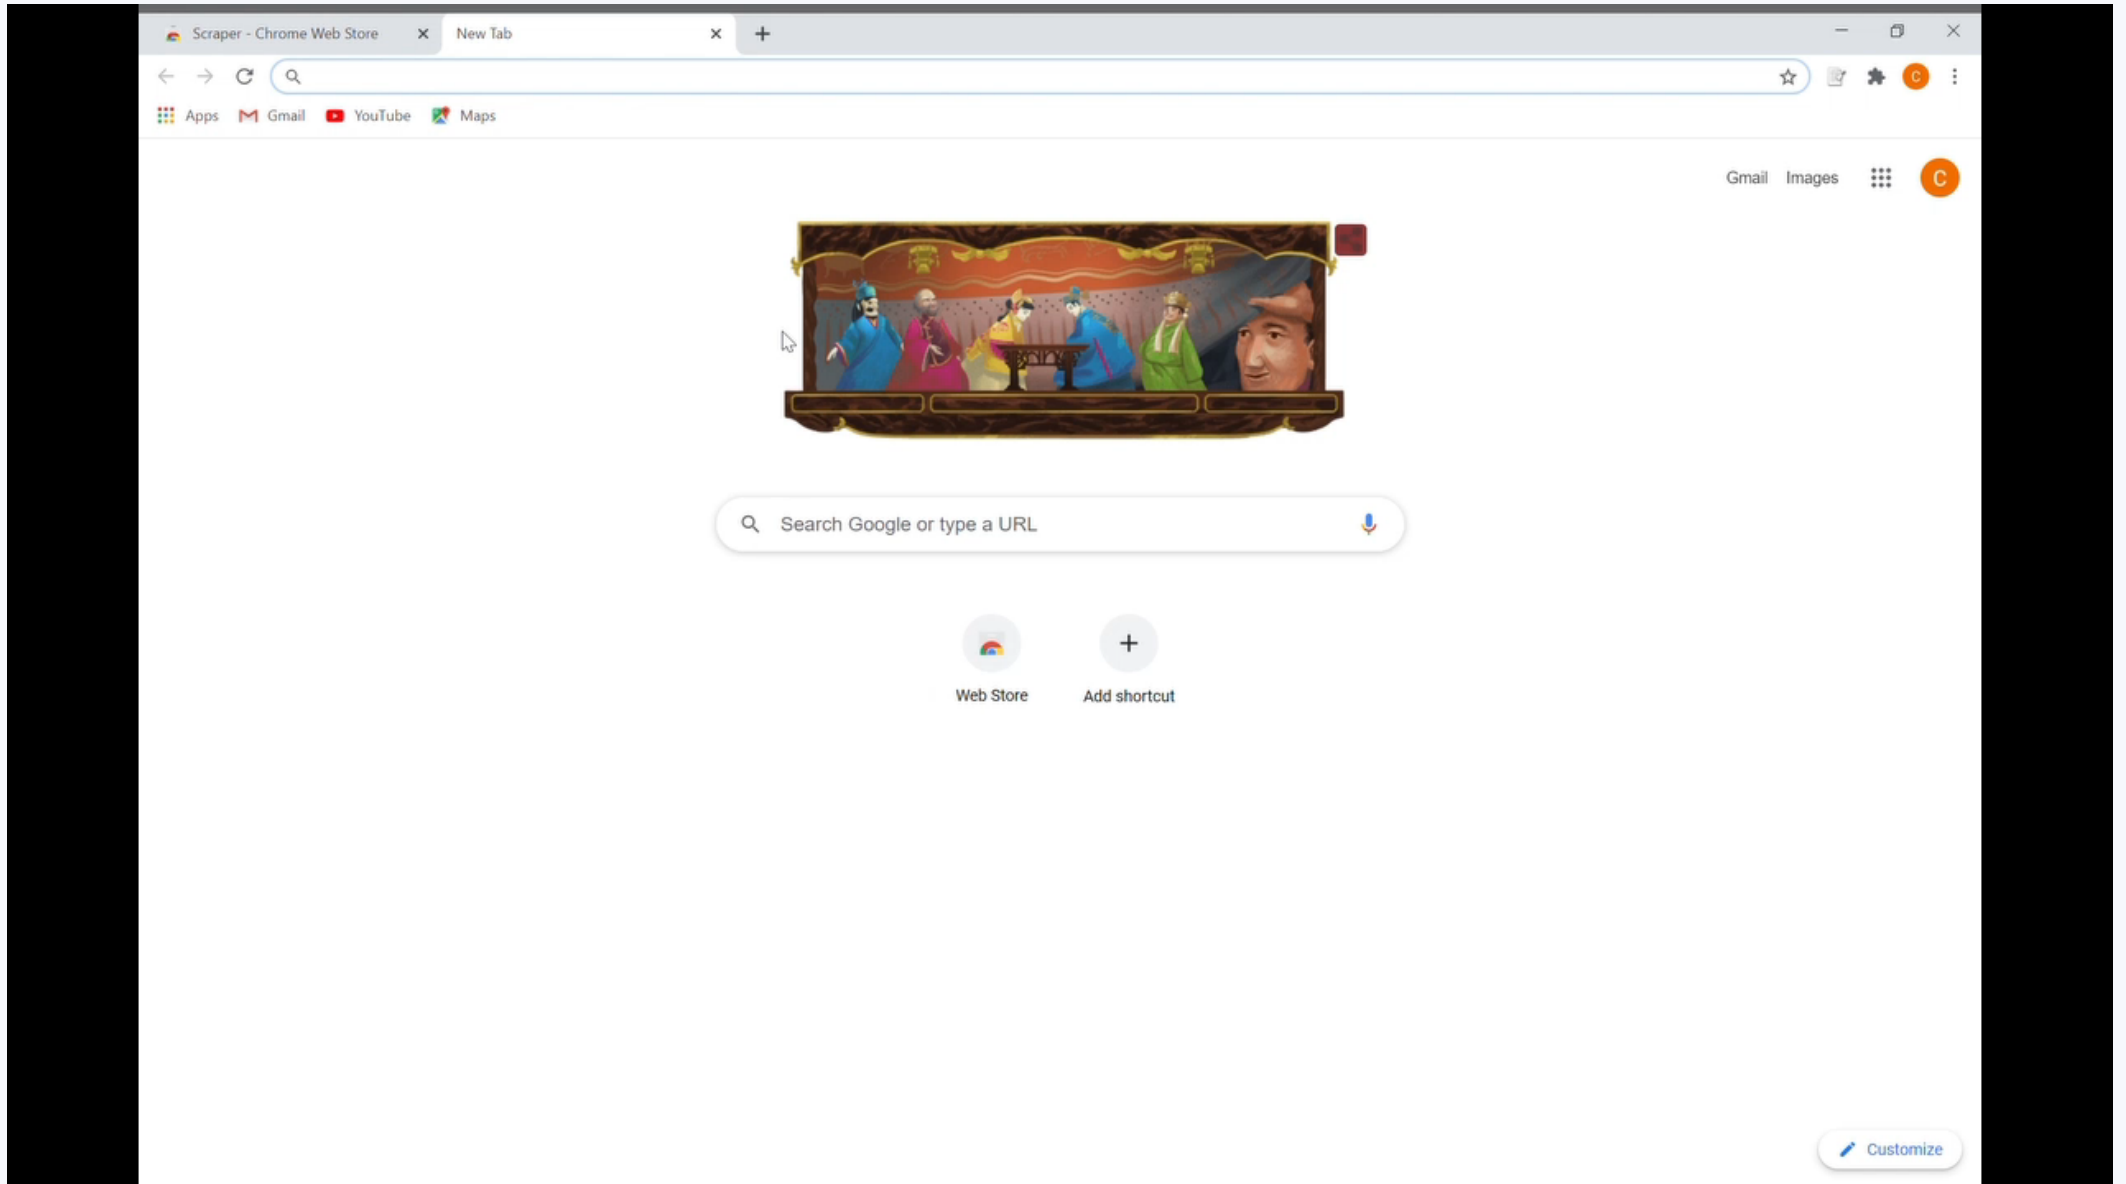 Scraper - Chrome Web Store New Tab
Apps Gmail YouTube Maps
C
Gmail Images C
Search Google or type a URL
Web Store Add shortcut
Customize